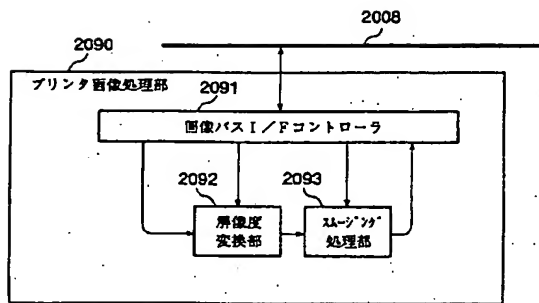 2090
2008
プリンタ画像処理部
2091
画像バスI/Fコントローラ
2092
2093
解像度
変換部
スムージング
処理部